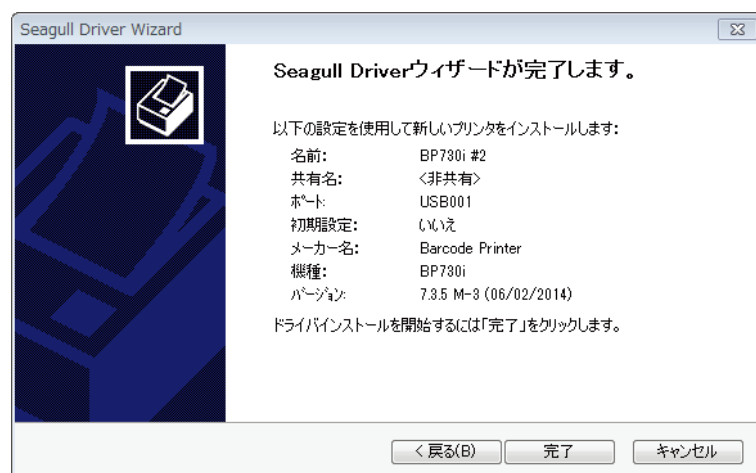 Seagull Driver Wizard
Seagull Driverウィザードが完了します。
以下の設定を使用して新しいプリンタをインストールします:
名前: BP730i #2
共有名: <非共有>
ポート: USB001
初期設定: いいえ
メーカー名: Barcode Printer
機種: BP730i
バージョン: 7.3.5 M-3 (06/02/2014)
ドライバインストールを開始するには「完了」をクリックします。
< 戻る(B) 完了 キャンセル